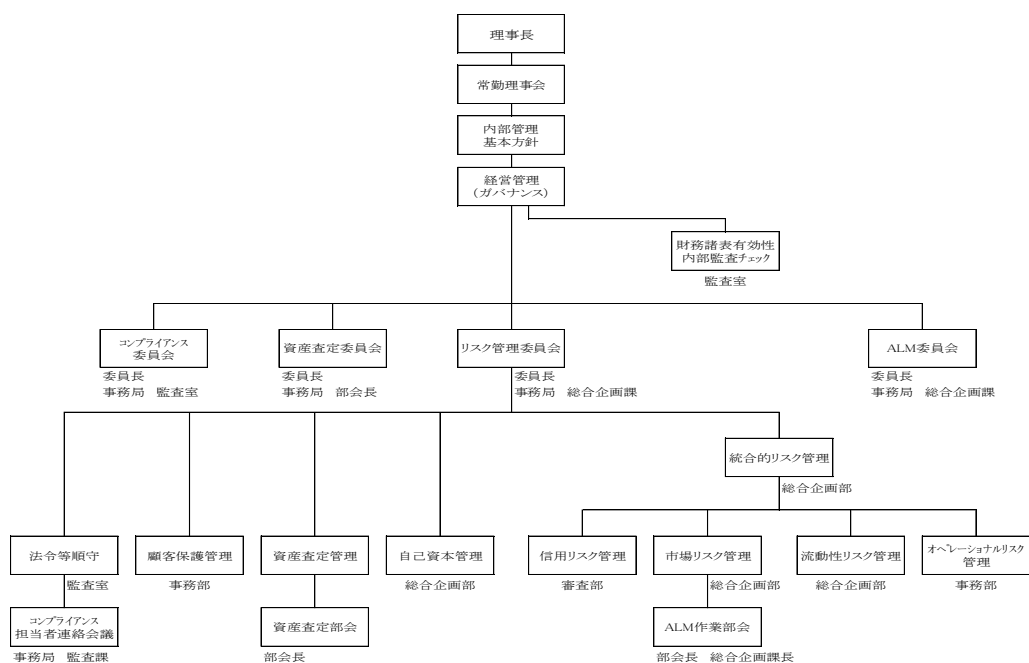 理事長
常勤理事会
内部管理
基本方針
経営管理
(ガバナンス)
財務諸表有効性
内部監査チェック
監査室
コンプライアンス
委員会
委員長
事務局 監査室
資産査定委員会
委員長
事務局 部会長
リスク管理委員会
委員長
事務局 総合企画課
ALM委員会
委員長
事務局 総合企画課
統合的リスク管理
総合企画部
法令等順守
監査室
顧客保護管理
事務部
資産査定管理
自己資本管理
総合企画部
信用リスク管理
審査部
市場リスク管理
総合企画部
流動性リスク管理
総合企画部
オペレーショナルリスク
管理
事務部
コンプライアンス
担当者連絡会議
事務局 監査課
資産査定部会
部会長
ALM作業部会
部会長 総合企画課長